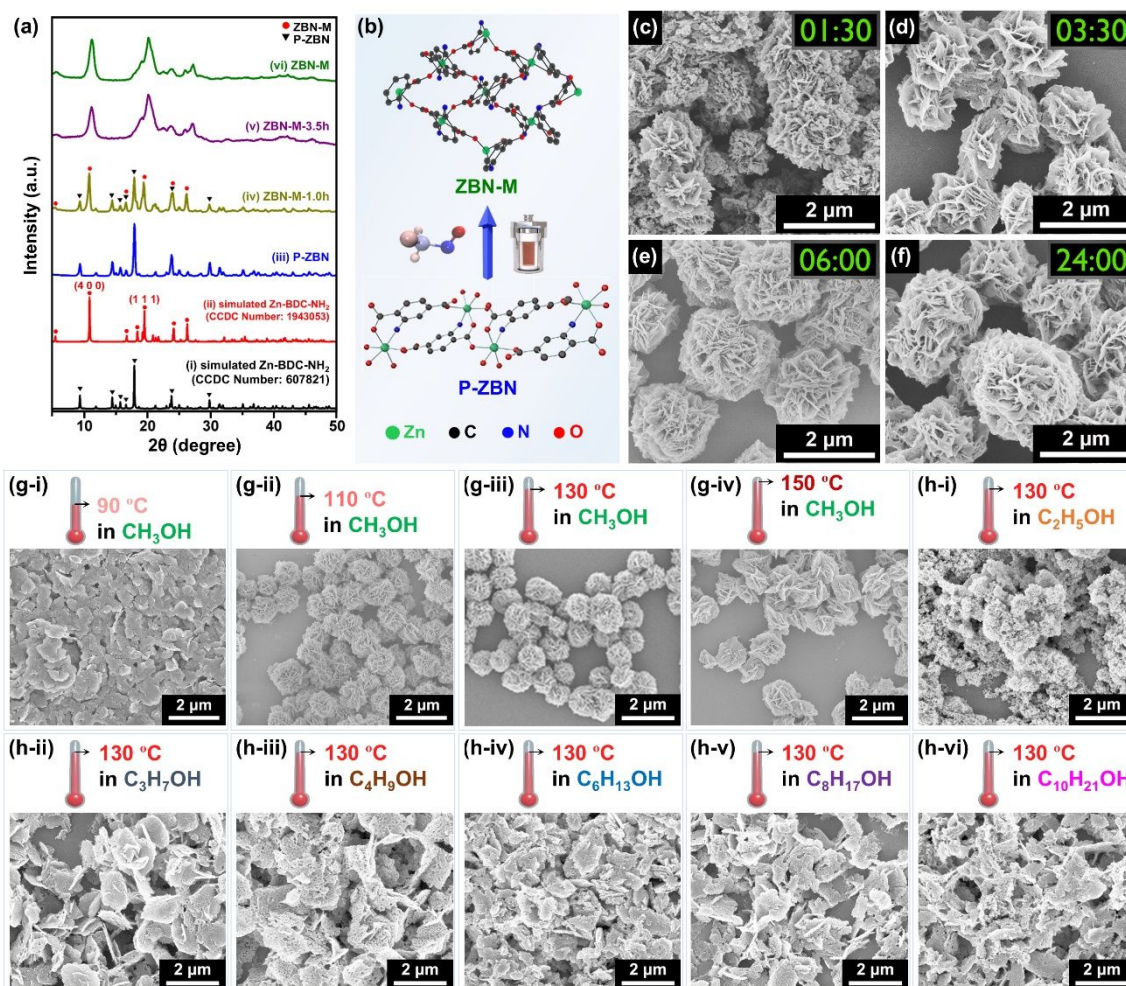 (a)
ZBN-M
P-ZBN
(vi) ZBN-M
(v) ZBN-M-3.5h
(iv) ZBN-M-1.0h
(iii) P-ZBN
(4 0 0)
(1 1 1)
(ii) simulated Zn-BDC-NH₂
(CCDC Number: 1943053)
(i) simulated Zn-BDC-NH₂
(CCDC Number: 607821)
Intensity (a.u.)
10 20 30 40 50
2θ (degree)
(b)
ZBN-M
P-ZBN
Zn C N O
(c) 01:30
2 µm
(d) 03:30
2 µm
(e) 06:00
2 µm
(f) 24:00
2 µm
(g-i)
90 °C
in CH₃OH
2 µm
(g-ii)
110 °C
in CH₃OH
2 µm
(g-iii)
130 °C
in CH₃OH
2 µm
(g-iv)
150 °C
in CH₃OH
2 µm
(h-i)
130 °C
in C₂H₅OH
2 µm
(h-ii)
130 °C
in C₃H₇OH
2 µm
(h-iii)
130 °C
in C₄H₉OH
2 µm
(h-iv)
130 °C
in C₆H₁₃OH
2 µm
(h-v)
130 °C
in C₈H₁₇OH
2 µm
(h-vi)
130 °C
in C₁₀H₂₁OH
2 µm